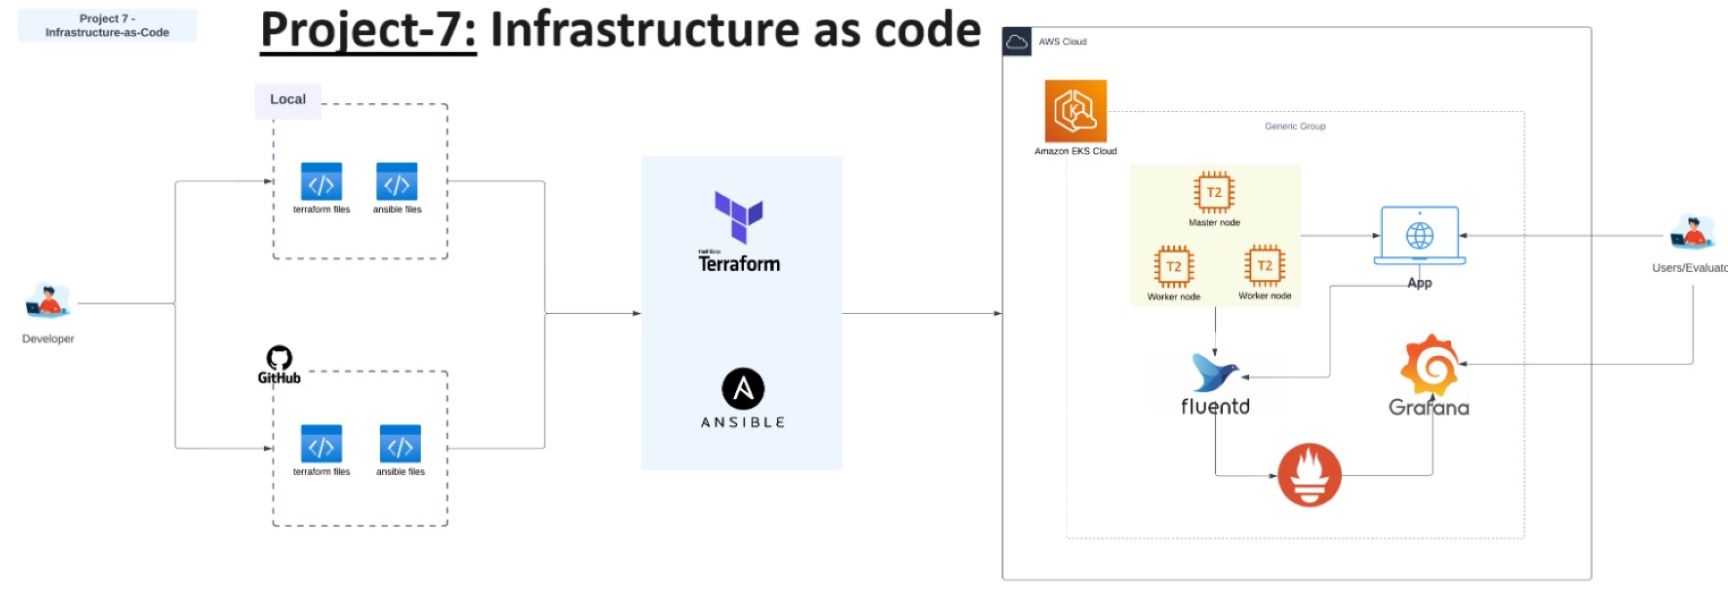 Project 7 -
Infrastructure-as-Code
Project-7: Infrastructure as code
Local
terraform files
ansible files
Developer
GitHub
terraform files
ansible files
HashiCorp
Terraform
ANSIBLE
AWS Cloud
Amazon EKS Cloud
Generic Group
T2
Master node
T2
Worker node
T2
Worker node
App
Users/Evaluato
fluentd
Grafana